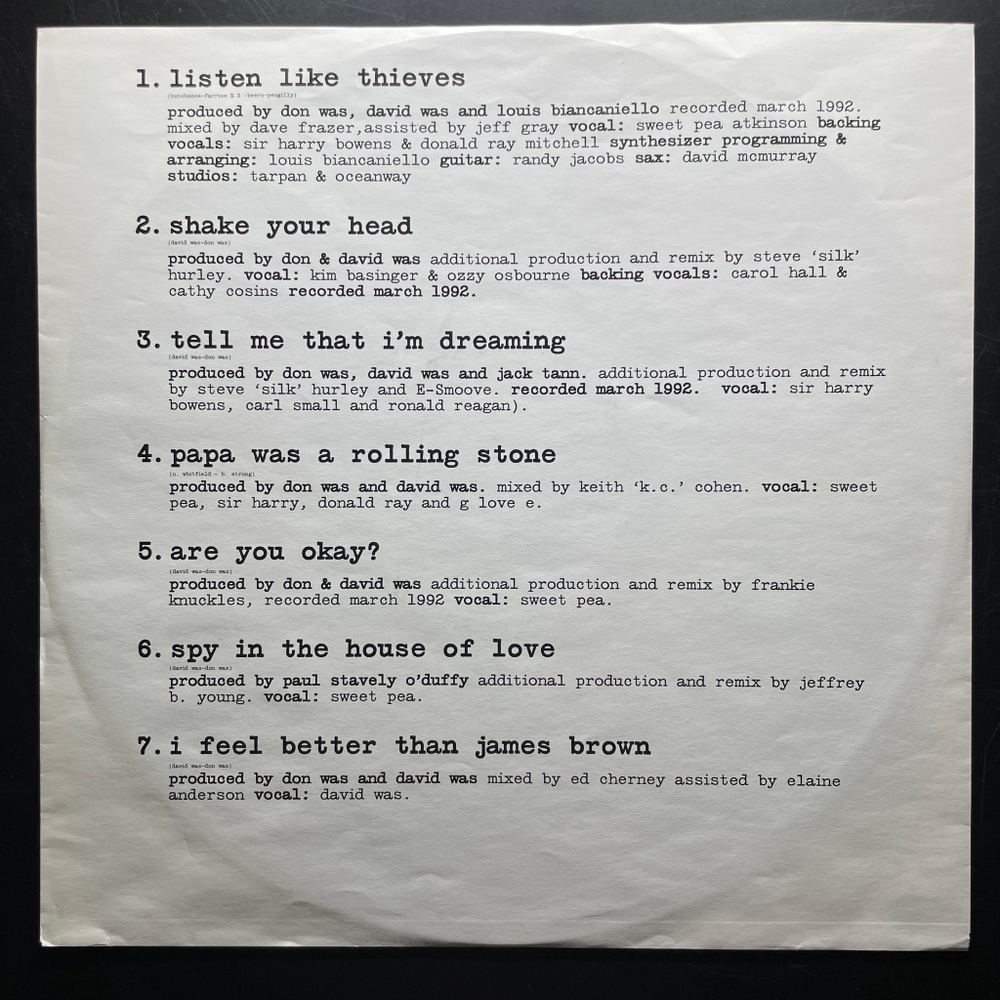 1. listen like thieves
(hutchence-farriss X 3 -beers-pengilly)
produced by don was, david was and louis biancaniello recorded march 1992.
mixed by dave frazer,assisted by jeff gray vocal: sweet pea atkinson backing
vocals: sir harry bowens & donald ray mitchell synthesizer programming &
arranging: louis biancaniello guitar: randy jacobs sax: david mcmurray
studios: tarpan & oceanway
2. shake your head
(david was-don was)
produced by don & david was additional production and remix by steve ‘silk’
hurley. vocal: kim basinger & ozzy osbourne backing vocals: carol hall &
cathy cosins recorded march 1992.
3. tell me that i’m dreaming
(david was-don was)
produced by don was, david was and jack tann. additional production and remix
by steve ‘silk’ hurley and E-Smoove. recorded march 1992. vocal: sir harry
bowens, carl small and ronald reagan).
4. papa was a rolling stone
(n. whitfield - b. strong)
produced by don was and david was. mixed by keith ‘k.c.’ cohen. vocal: sweet
pea, sir harry, donald ray and g love e.
5. are you okay?
(david was-don was)
produced by don & david was additional production and remix by frankie
knuckles, recorded march 1992 vocal: sweet pea.
6. spy in the house of love
(david was-don was)
produced by paul stavely o’duffy additional production and remix by jeffrey
b. young. vocal: sweet pea.
7. i feel better than james brown
(david was-don was)
produced by don was and david was mixed by ed cherney assisted by elaine
anderson vocal: david was.